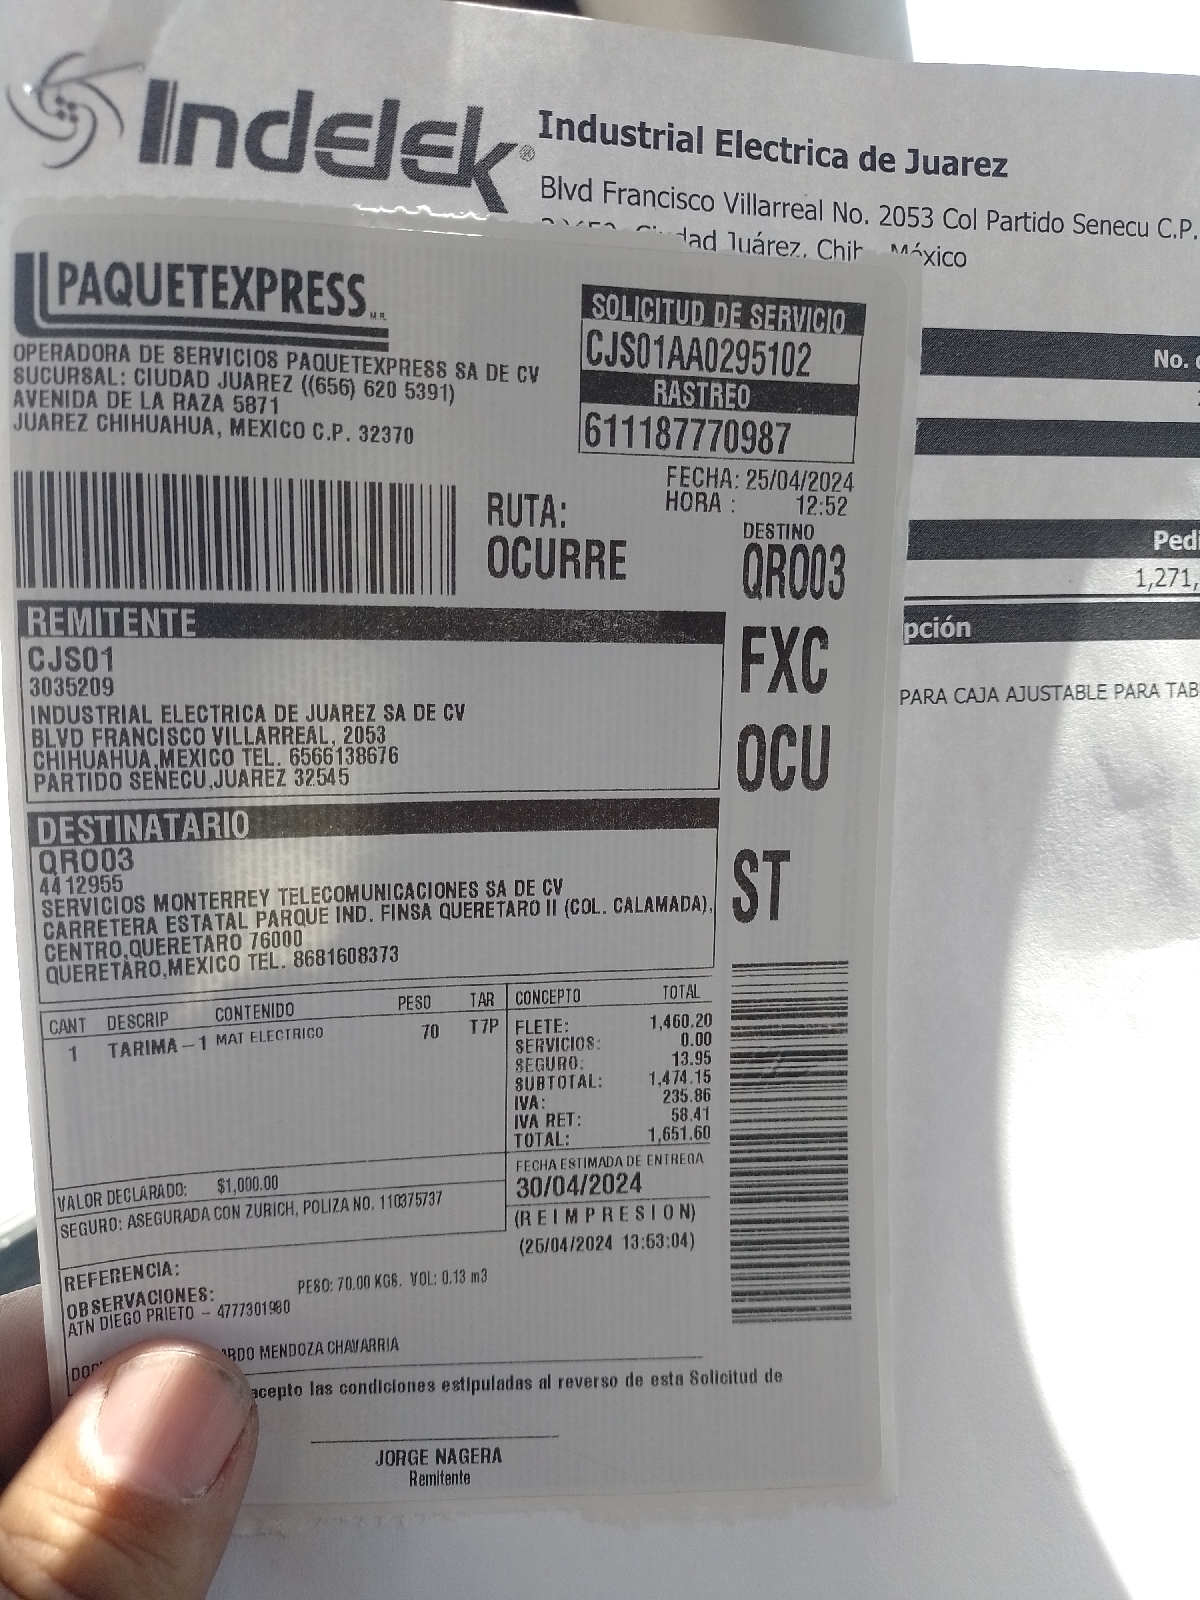 Indelek®
Industrial Electrica de Juarez
Blvd Francisco Villarreal No. 2053 Col Partido Senecu C.P.
Juárez, Chih México
No.
Pedi
1,271,
pción
PARA CAJA AJUSTABLE PARA TAB
PAQUETEXPRESS M.R.
OPERADORA DE SERVICIOS PAQUETEXPRESS SA DE CV
SUCURSAL: CIUDAD JUAREZ ((656) 620 5391)
AVENIDA DE LA RAZA 5871
JUAREZ CHIHUAHUA, MEXICO C.P. 32370
SOLICITUD DE SERVICIO
CJS01AA0295102
RASTREO
611187770987
FECHA: 25/04/2024
HORA : 12:52
RUTA:
OCURRE
DESTINO
QRO03
FXC
OCU
ST
REMITENTE
CJS01
3035209
INDUSTRIAL ELECTRICA DE JUAREZ SA DE CV
BLVD FRANCISCO VILLARREAL, 2053
CHIHUAHUA,MEXICO TEL. 6566138676
PARTIDO SENECU,JUAREZ 32545
DESTINATARIO
QRO03
4412955
SERVICIOS MONTERREY TELECOMUNICACIONES SA DE CV
CARRETERA ESTATAL PARQUE IND. FINSA QUERETARO II (COL. CALAMADA),
CENTRO,QUERETARO 76000
QUERETARO,MEXICO TEL. 8681608373
CANT DESCRIP CONTENIDO PESO TAR
1 TARIMA-1 MAT ELECTRICO 70 T7P
CONCEPTO TOTAL
FLETE: 1,460.20
SERVICIOS: 0.00
SEGURO: 13.95
SUBTOTAL: 1,474.15
IVA: 235.86
IVA RET: 58.41
TOTAL: 1,651.60
VALOR DECLARADO: $1,000.00
SEGURO: ASEGURADA CON ZURICH, POLIZA NO. 110375737
FECHA ESTIMADA DE ENTREGA
30/04/2024
(REIMPRESION)
(25/04/2024 13:53:04)
REFERENCIA:
PESO: 70.00 KGS. VOL: 0.13 m3
OBSERVACIONES:
ATN DIEGO PRIETO - 4777301980
MENDOZA CHAVARRIA
acepto las condiciones estipuladas al reverso de esta Solicitud de
JORGE NAGERA
Remitente